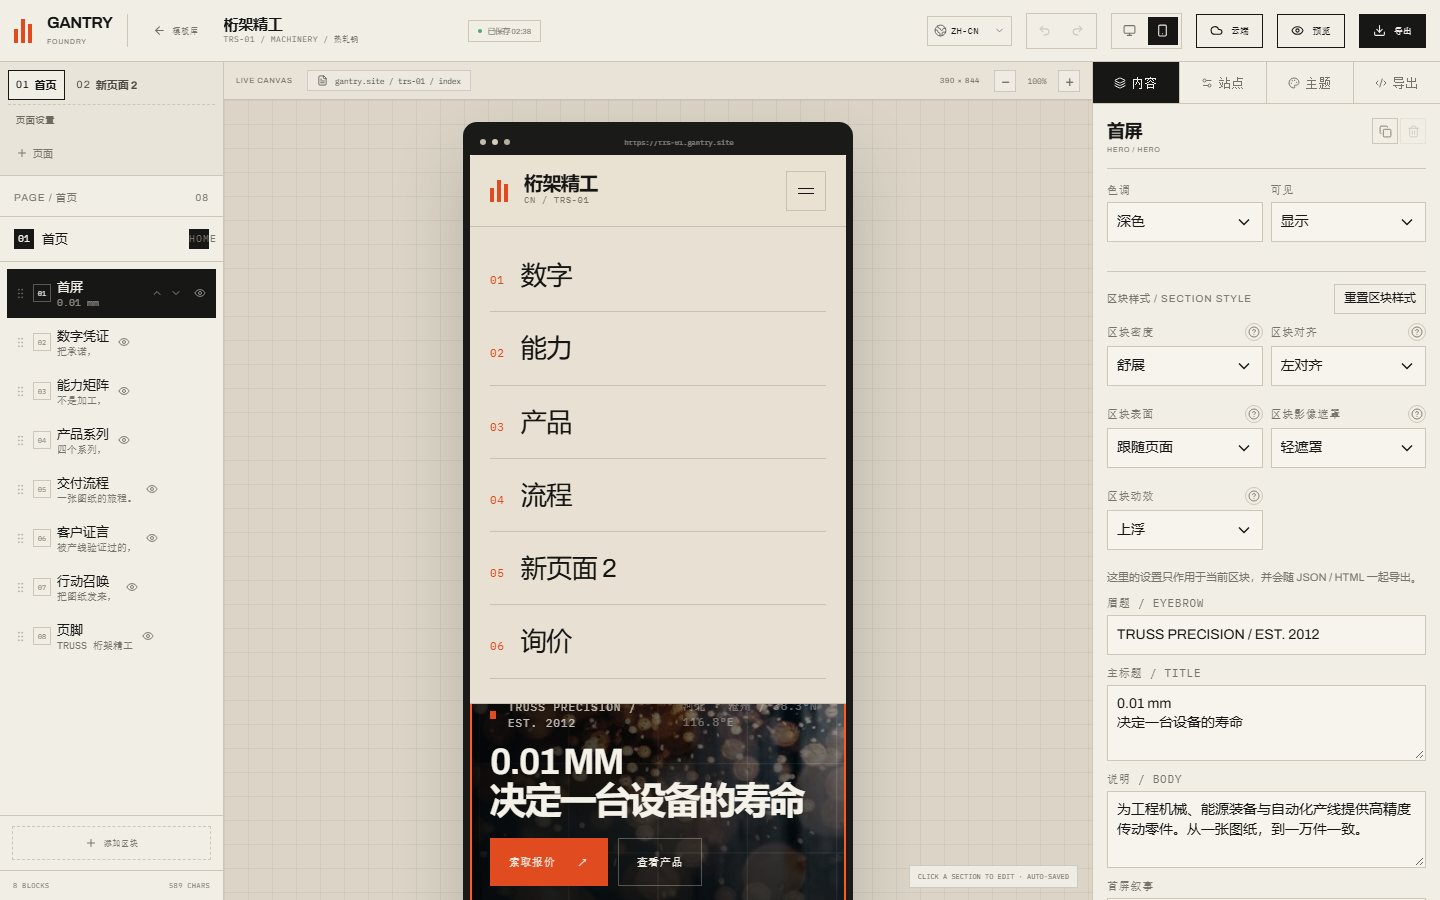 GANTRY
FOUNDRY
模板库
桁架精工
TRS-01 / MACHINERY / 热轧钢
已保存 02:38
ZH-CN
云端
预览
导出
01 首页
02 新页面 2
页面设置
页面
PAGE / 首页
08
01 首页
HOME
01 首页
首屏
0.01 mm
02 数字凭证
把承诺,
03 能力矩阵
不是加工,
04 产品系列
四个系列,
05 交付流程
一张图纸的旅程。
06 客户证言
被产线验证过的,
07 行动召唤
把图纸发来,
08 页脚
TRUSS 桁架精工
添加区块
8 BLOCKS
589 CHARS
LIVE CANVAS
gantry.site / trs-01 / index
390 × 844
100%
https://trs-01.gantry.site
桁架精工
CN / TRS-01
01 数字
02 能力
03 产品
04 流程
05 新页面 2
06 询价
TRUSS PRECISION /
EST. 2012
河北 · 沧州 / 38.3°N
116.8°E
0.01 MM
决定一台设备的寿命
索取报价
查看产品
CLICK A SECTION TO EDIT · AUTO-SAVED
内容
站点
主题
导出
首屏
HERO / HERO
色调
可见
深色
显示
区块样式 / SECTION STYLE
重置区块样式
区块密度
区块对齐
舒展
左对齐
区块表面
区块影像遮罩
跟随页面
轻遮罩
区块动效
上浮
这里的设置只作用于当前区块，并会随 JSON / HTML 一起导出。
眉题 / EYEBROW
TRUSS PRECISION / EST. 2012
主标题 / TITLE
0.01 mm
决定一台设备的寿命
说明 / BODY
为工程机械、能源装备与自动化产线提供高精度
传动零件。从一张图纸，到一万件一致。
首屏叙事